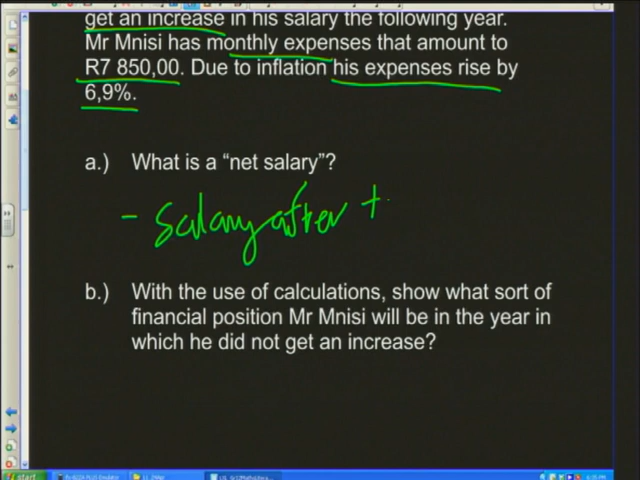 get an increase in his salary the following year.
Mr Mnisi has monthly expenses that amount to
R7 850,00. Due to inflation his expenses rise by
6,9%.
a.) What is a “net salary”?
- Salary after t
b.) With the use of calculations, show what sort of
financial position Mr Mnisi will be in the year in
which he did not get an increase?
start